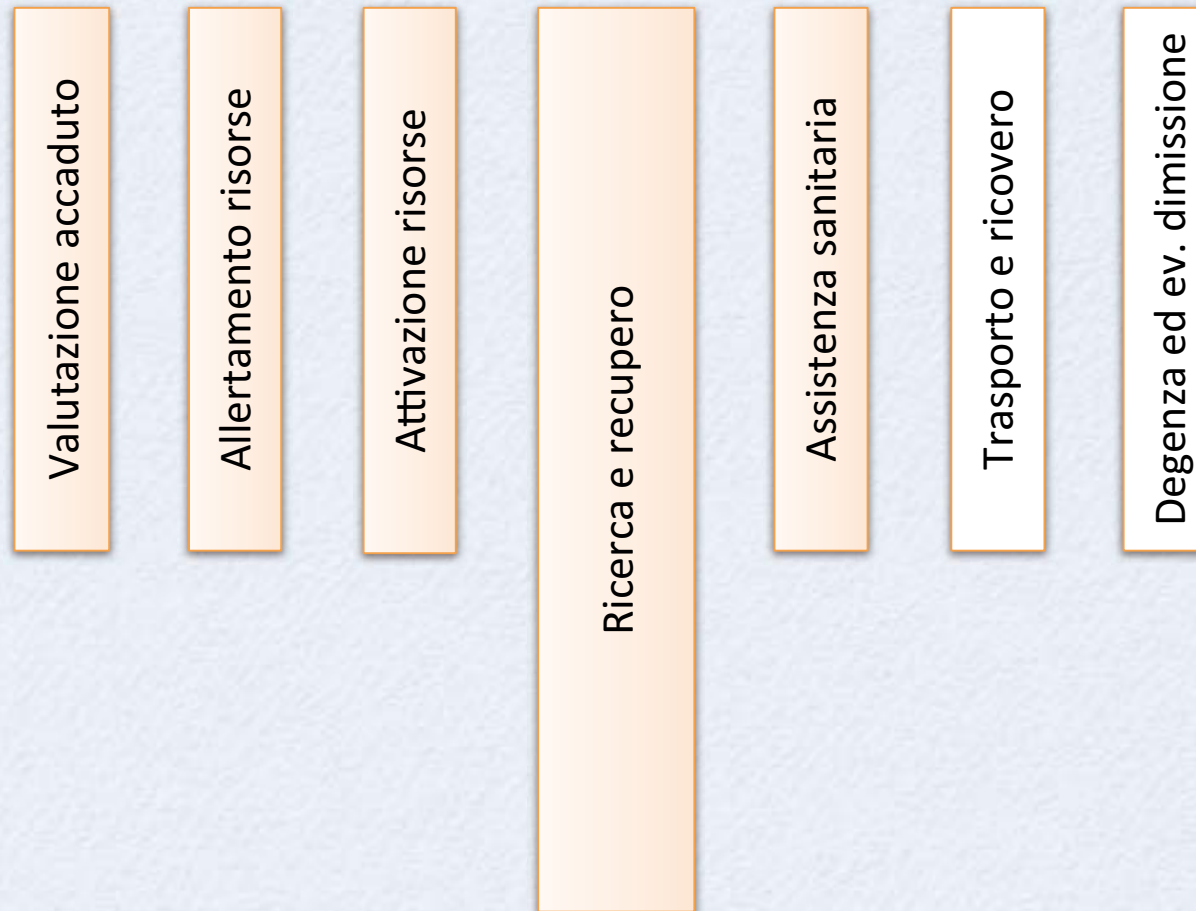 Valutazione accaduto
Allertamento risorse
Attivazione risorse
Ricerca e recupero
Assistenza sanitaria
Trasporto e ricovero
Degenza ed ev. dimissione